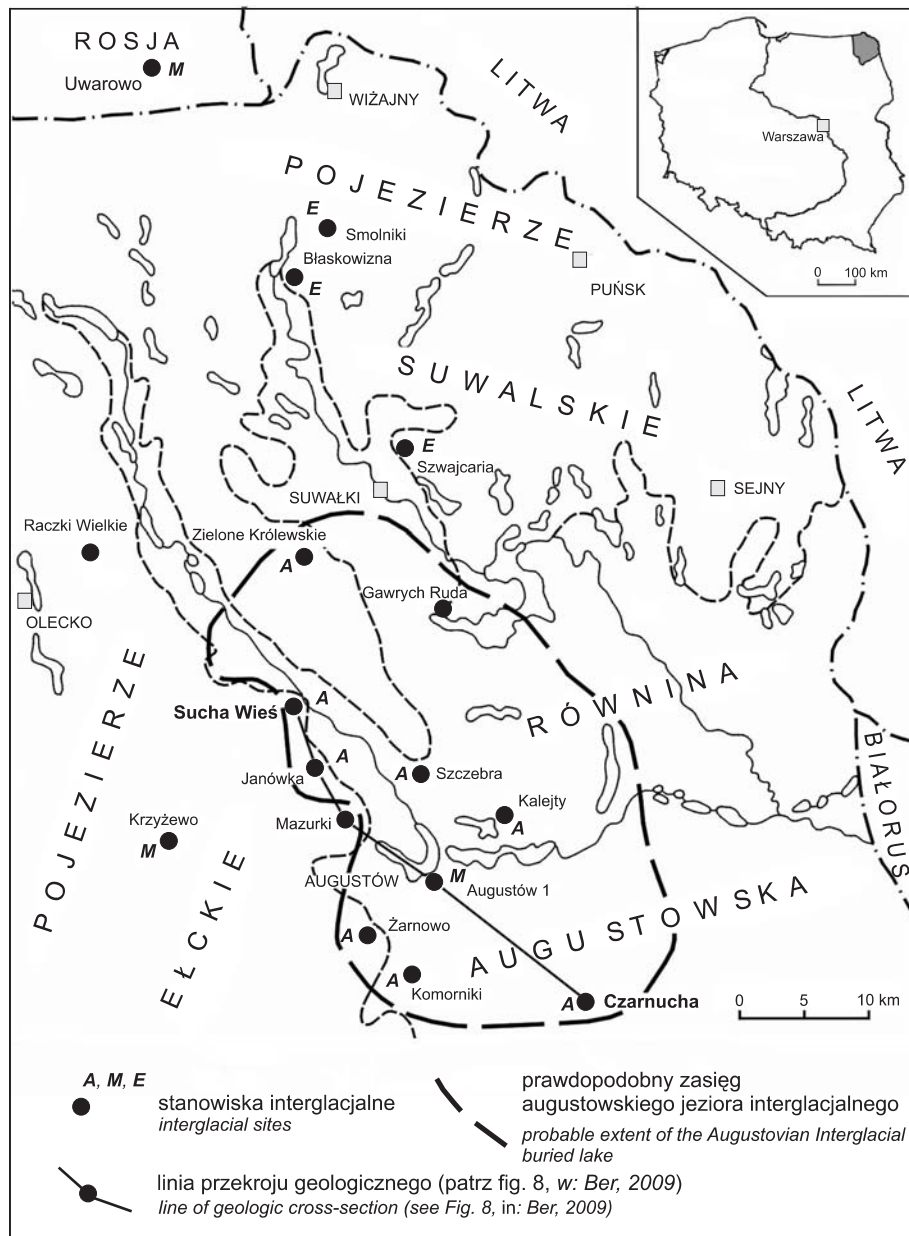 ROSJA
Uwarowo
M
WIŻAJNY
LITWA
Warszawa
0 100 km
POJEZIERZE
E
Smolniki
Błaskowizna
E
PUŃSK
SUWALSKIE
LITWA
E
Szwajcaria
SUWAŁKI
SEJNY
Raczki Wielkie
Zielone Królewskie
A
Gawrych Ruda
OLECKO
POJEZIERZE
RÓWNINA
Sucha Wieś
A
Janówka
A
A
Szczebra
BIAŁORUS
Kalejty
A
Krzyżewo
M
Mazurki
EŁCKIE
AUGUSTÓW
M
Augustów 1
AUGUSTOWSKA
A
Żarnowo
A
Komorniki
A
Czarnucha
0 5 10 km
A, M, E
stanowiska interglacjalne
interglacial sites
prawdopodobny zasięg
augustowskiego jeziora interglacjalnego
probable extent of the Augustovian Interglacial
buried lake
linia przekroju geologicznego (patrz fig. 8, w: Ber, 2009)
line of geologic cross-section (see Fig. 8, in: Ber, 2009)